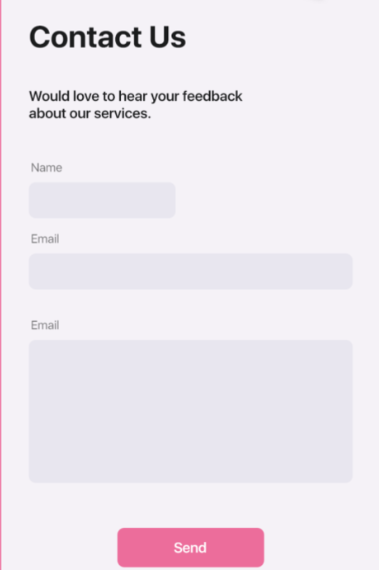 Contact Us
Would love to hear your feedback
about our services.
Name
Email
Email
Send